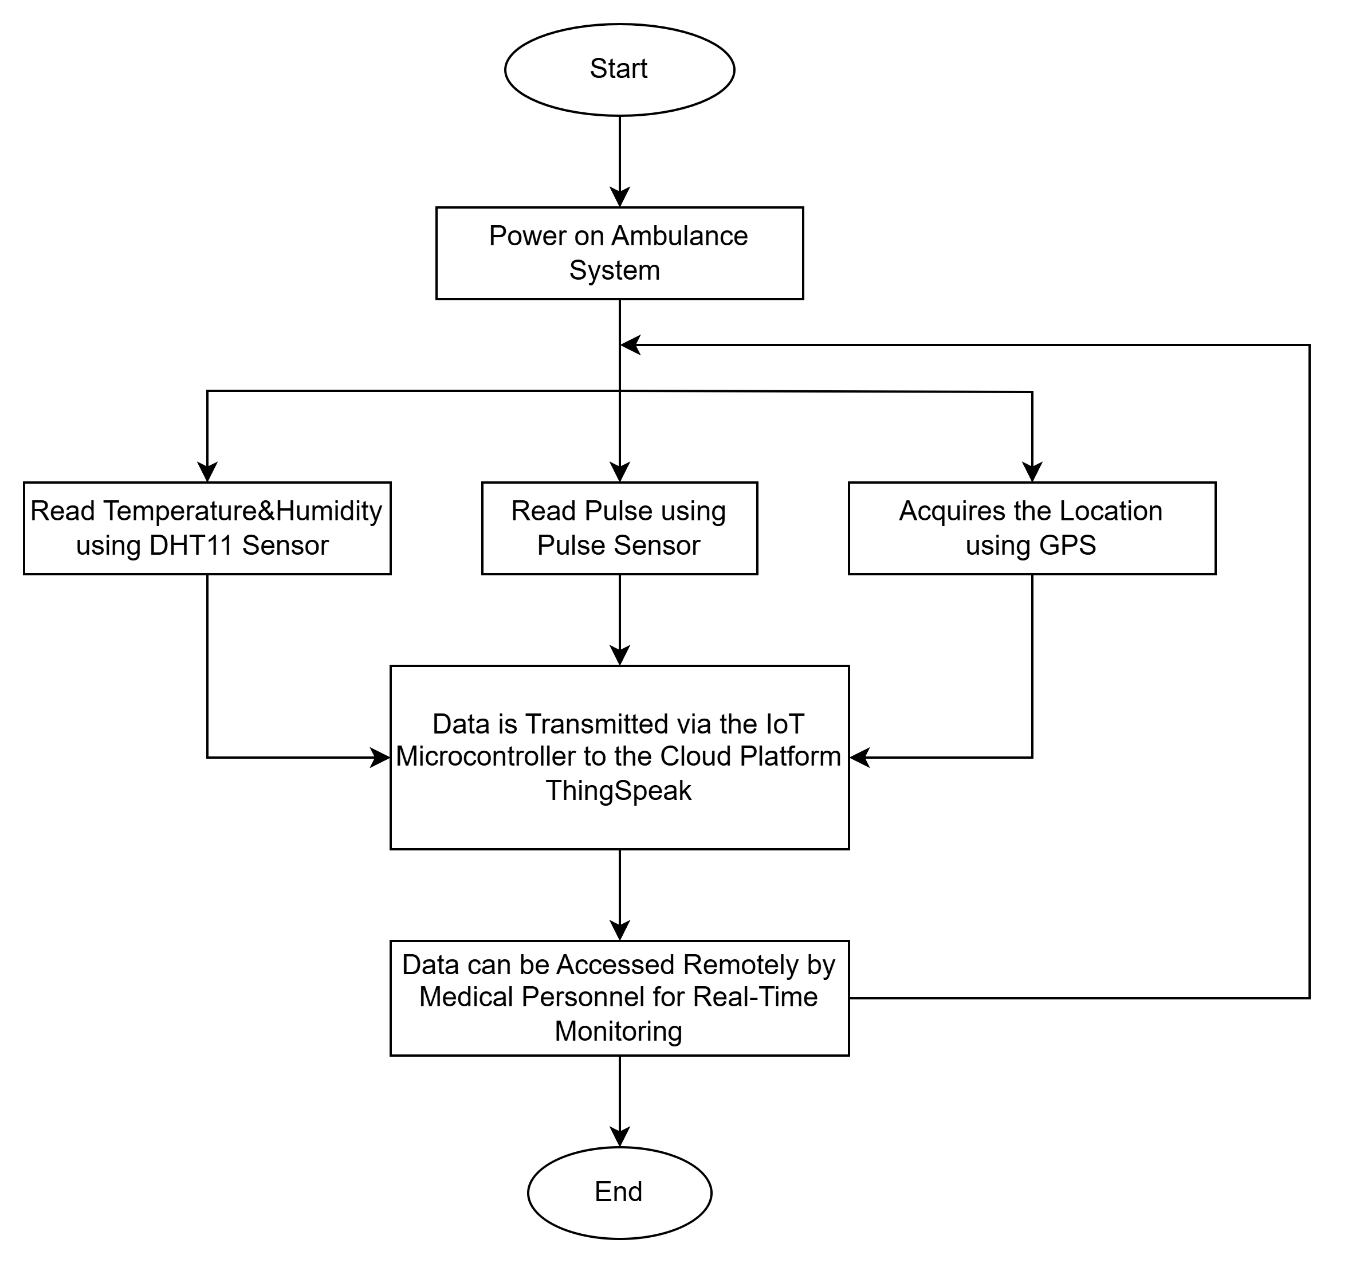 Start
Power on Ambulance
System
Read Temperature&Humidity
using DHT11 Sensor
Read Pulse using
Pulse Sensor
Acquires the Location
using GPS
Data is Transmitted via the IoT
Microcontroller to the Cloud Platform
ThingSpeak
Data can be Accessed Remotely by
Medical Personnel for Real-Time
Monitoring
End